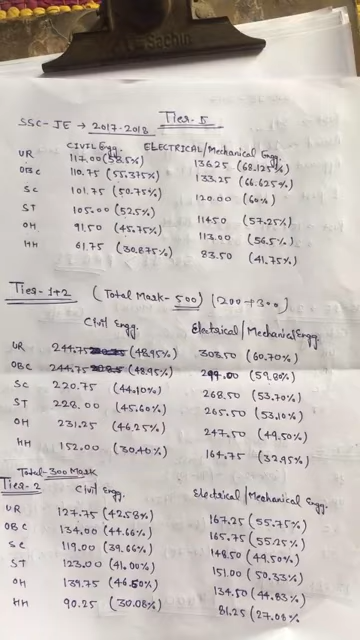 Sachin
Tier-5
SSC-JE → 2017-2018
CIVIL Engg. ELECTRICAL/Mechanical Engg.
UR 117.00 (58.5%) 136.25 (68.125%)
OBC 110.75 (55.375%) 133.25 (66.625%)
SC 101.75 (50.75%) 120.00 (60%)
ST 105.00 (52.5%) 114.50 (57.25%)
OH 91.50 (45.75%) 113.00 (56.5%)
HH 61.75 (30.875%) 83.50 (41.75%)
Tier-1+2 (Total Mark-500) (200+300)
Civil Engg. Electrical/Mechanical Engg.
UR 244.75 (48.95%) 303.50 (60.70%)
OBC 244.75 (48.95%) 299.00 (59.80%)
SC 220.75 (44.10%) 268.50 (53.70%)
ST 228.00 (45.60%) 265.50 (53.10%)
OH 231.25 (46.25%) 247.50 (49.50%)
HH 152.00 (30.40%) 164.75 (32.95%)
Total-300 Mark
Tier-2 Civil Engg. Electrical/Mechanical Engg.
UR 127.75 (42.58%) 167.25 (55.75%)
OBC 134.00 (44.66%) 165.75 (55.25%)
SC 119.00 (39.66%) 148.50 (49.50%)
ST 123.00 (41.00%) 151.00 (50.33%)
OH 139.75 (46.50%) 134.50 (44.83%)
HH 90.25 (30.08%) 81.25 (27.08%